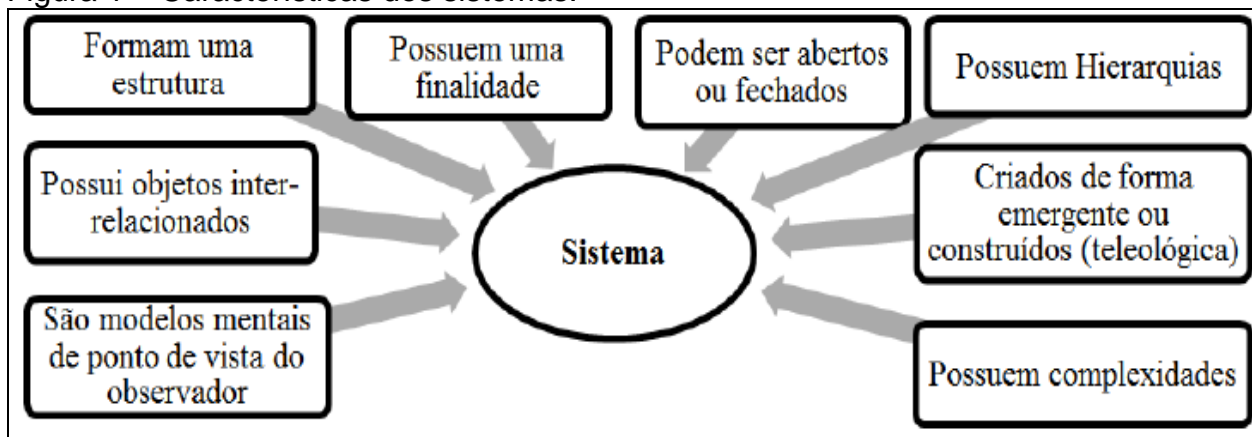 Formam uma
estrutura
Possuem uma
finalidade
Podem ser abertos
ou fechados
Possuem Hierarquias
Possui objetos inter-
relacionados
Sistema
Criados de forma
emergente ou
construídos (teleológica)
São modelos mentais
de ponto de vista do
observador
Possuem complexidades